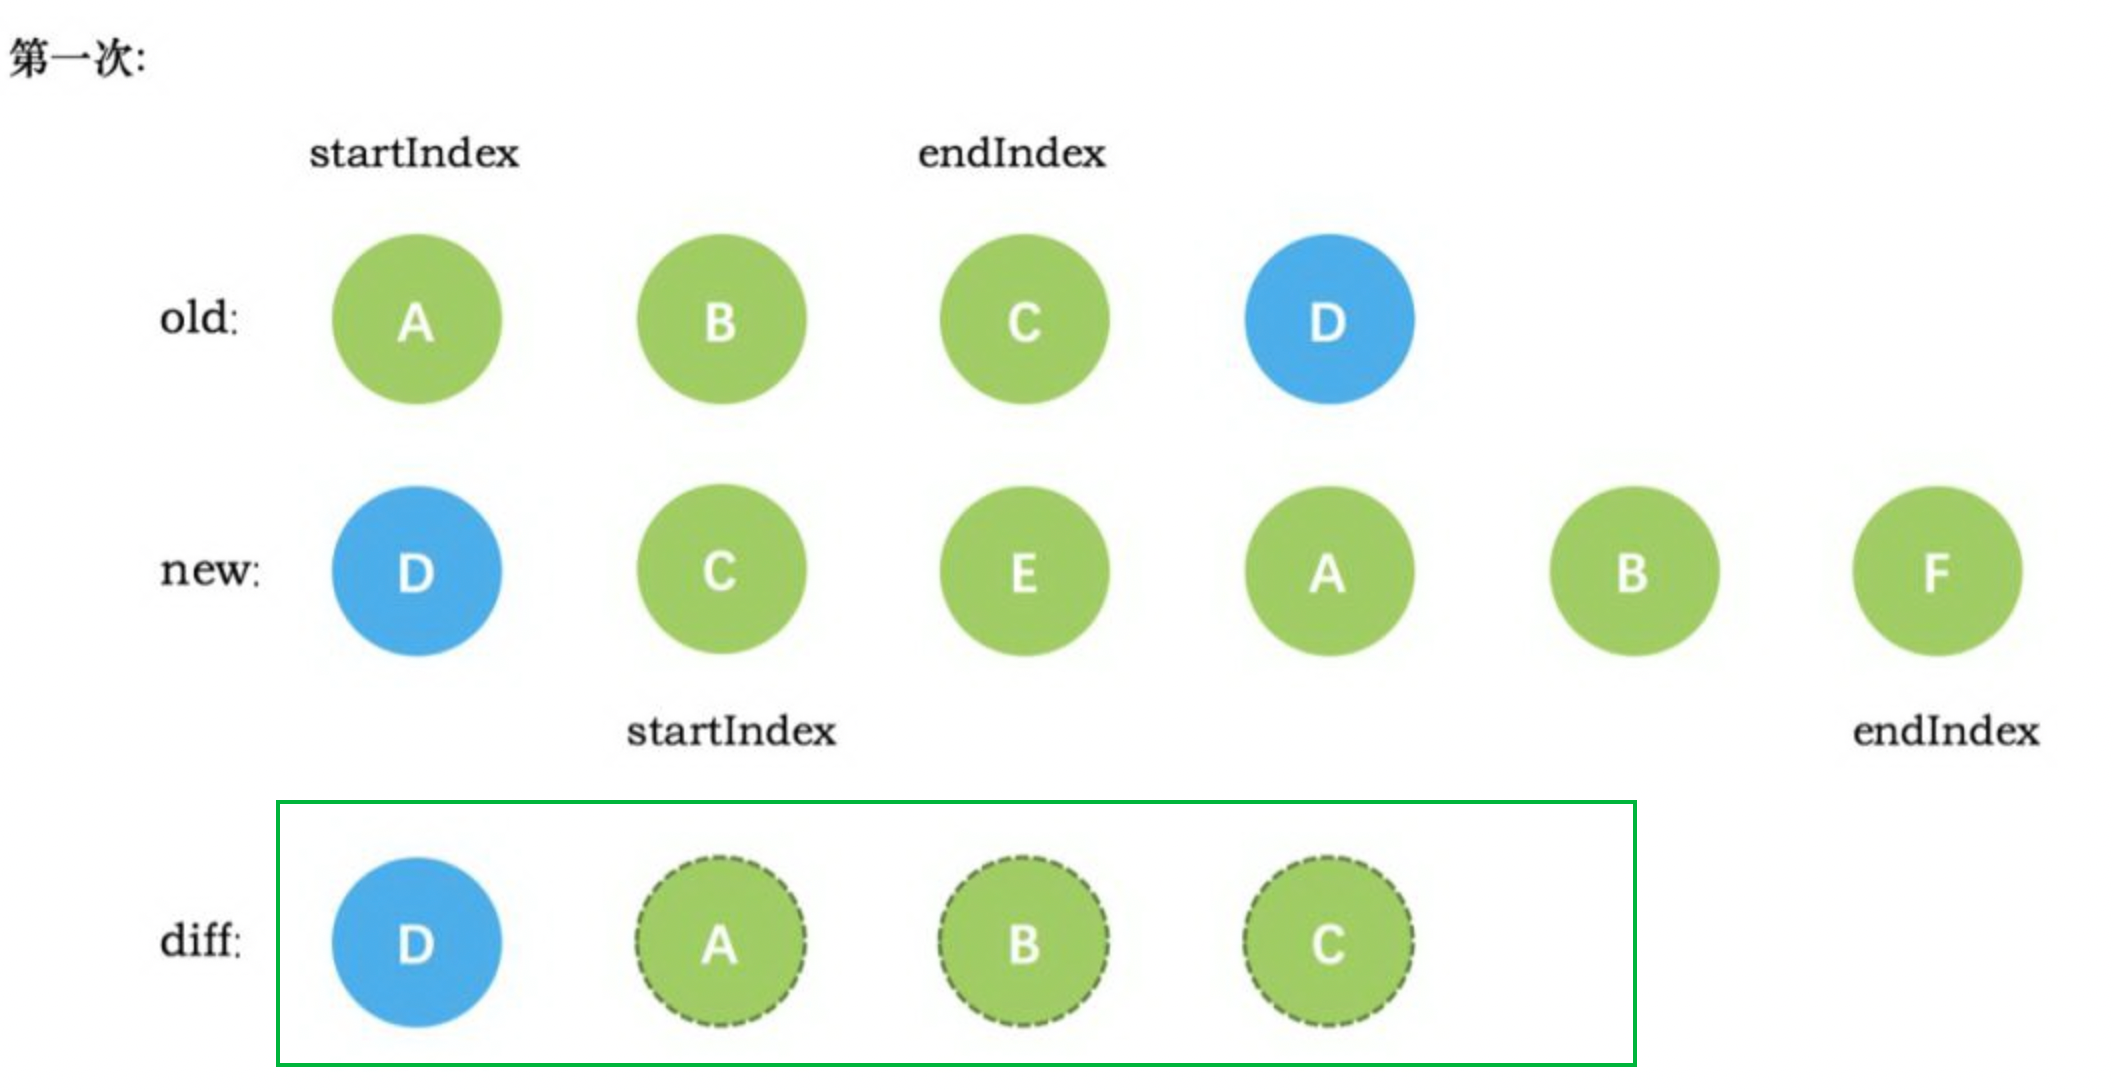 第一次:
startIndex endIndex
old: A B C D
new: D C E A B F
startIndex endIndex
diff: D A B C